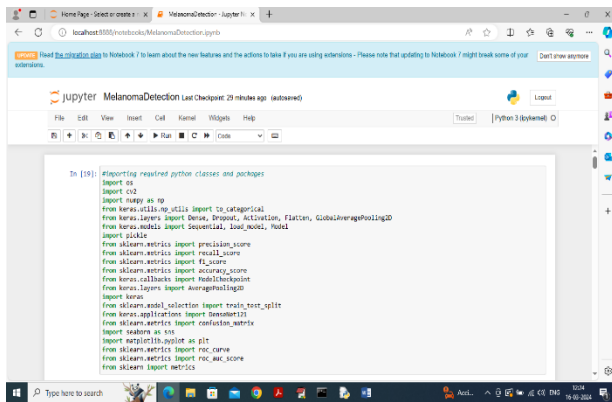 Home Page - Select or create a n
MelanomaDetection - Jupyter N
localhost:8888/notebooks/MelanomaDetection.ipynb
UPDATE Read the migration plan to Notebook 7 to learn about the new features and the actions to take if you are using extensions - Please note that updating to Notebook 7 might break some of your
extensions.
Don't show anymore
jupyter MelanomaDetection Last Checkpoint: 29 minutes ago (autosaved)
Logout
File Edit View Insert Cell Kernel Widgets Help
Trusted Python 3 (ipykernel)
Run Code
In [19]: #importing required python classes and packages
import os
import cv2
import numpy as np
from keras.utils.np_utils import to_categorical
from keras.layers import Dense, Dropout, Activation, Flatten, GlobalAveragePooling2D
from keras.models import Sequential, load_model, Model
import pickle
from sklearn.metrics import precision_score
from sklearn.metrics import recall_score
from sklearn.metrics import f1_score
from sklearn.metrics import accuracy_score
from keras.callbacks import ModelCheckpoint
from keras.layers import AveragePooling2D
import keras
from sklearn.model_selection import train_test_split
from keras.applications import DenseNet121
from sklearn.metrics import confusion_matrix
import seaborn as sns
import matplotlib.pyplot as plt
from sklearn.metrics import roc_curve
from sklearn.metrics import roc_auc_score
from sklearn import metrics
Type here to search
Acci... ENG
12:34
16-03-2024